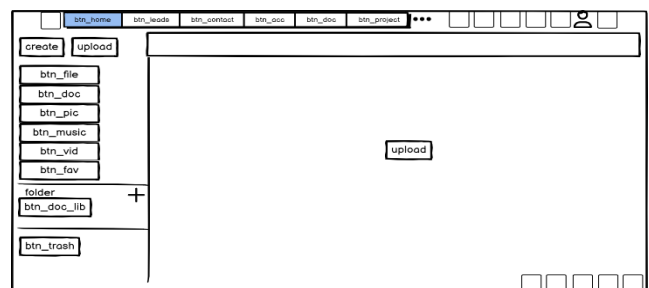 btn_home btn_leads btn_contact btn_acc btn_doc btn_project
create upload
btn_file
btn_doc
btn_pic
upload
btn_music
btn_vid
btn_fav
folder
btn_doc_lib
btn_trash